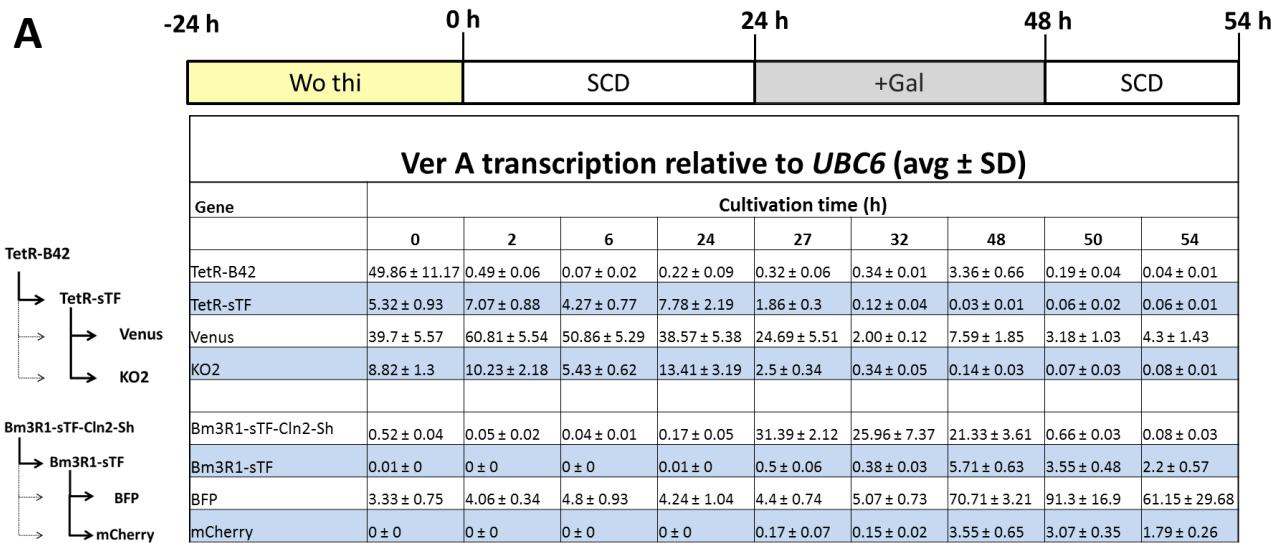 A
-24 h 0 h 24 h 48 h 54 h
Wo thi SCD +Gal SCD
Ver A transcription relative to UBC6 (avg ± SD)
Gene Cultivation time (h)
0 2 6 24 27 32 48 50 54
TetR-B42
TetR-sTF
Venus
KO2
TetR-B42 49.86 ± 11.17 0.49 ± 0.06 0.07 ± 0.02 0.22 ± 0.09 0.32 ± 0.06 0.34 ± 0.01 3.36 ± 0.66 0.19 ± 0.04 0.04 ± 0.01
TetR-sTF 5.32 ± 0.93 7.07 ± 0.88 4.27 ± 0.77 7.78 ± 2.19 1.86 ± 0.3 0.12 ± 0.04 0.03 ± 0.01 0.06 ± 0.02 0.06 ± 0.01
Venus 39.7 ± 5.57 60.81 ± 5.54 50.86 ± 5.29 38.57 ± 5.38 24.69 ± 5.51 2.00 ± 0.12 7.59 ± 1.85 3.18 ± 1.03 4.3 ± 1.43
KO2 8.82 ± 1.3 10.23 ± 2.18 5.43 ± 0.62 13.41 ± 3.19 2.5 ± 0.34 0.34 ± 0.05 0.14 ± 0.03 0.07 ± 0.03 0.08 ± 0.01
Bm3R1-sTF-Cln2-Sh
Bm3R1-sTF
BFP
mCherry
Bm3R1-sTF-Cln2-Sh 0.52 ± 0.04 0.05 ± 0.02 0.04 ± 0.01 0.17 ± 0.05 31.39 ± 2.12 25.96 ± 7.37 21.33 ± 3.61 0.66 ± 0.03 0.08 ± 0.03
Bm3R1-sTF 0.01 ± 0 0 ± 0 0 ± 0 0.01 ± 0 0.5 ± 0.06 0.38 ± 0.03 5.71 ± 0.63 3.55 ± 0.48 2.2 ± 0.57
BFP 3.33 ± 0.75 4.06 ± 0.34 4.8 ± 0.93 4.24 ± 1.04 4.4 ± 0.74 5.07 ± 0.73 70.71 ± 3.21 91.3 ± 16.9 61.15 ± 29.68
mCherry 0 ± 0 0 ± 0 0 ± 0 0 ± 0 0.17 ± 0.07 0.15 ± 0.02 3.55 ± 0.65 3.07 ± 0.35 1.79 ± 0.26